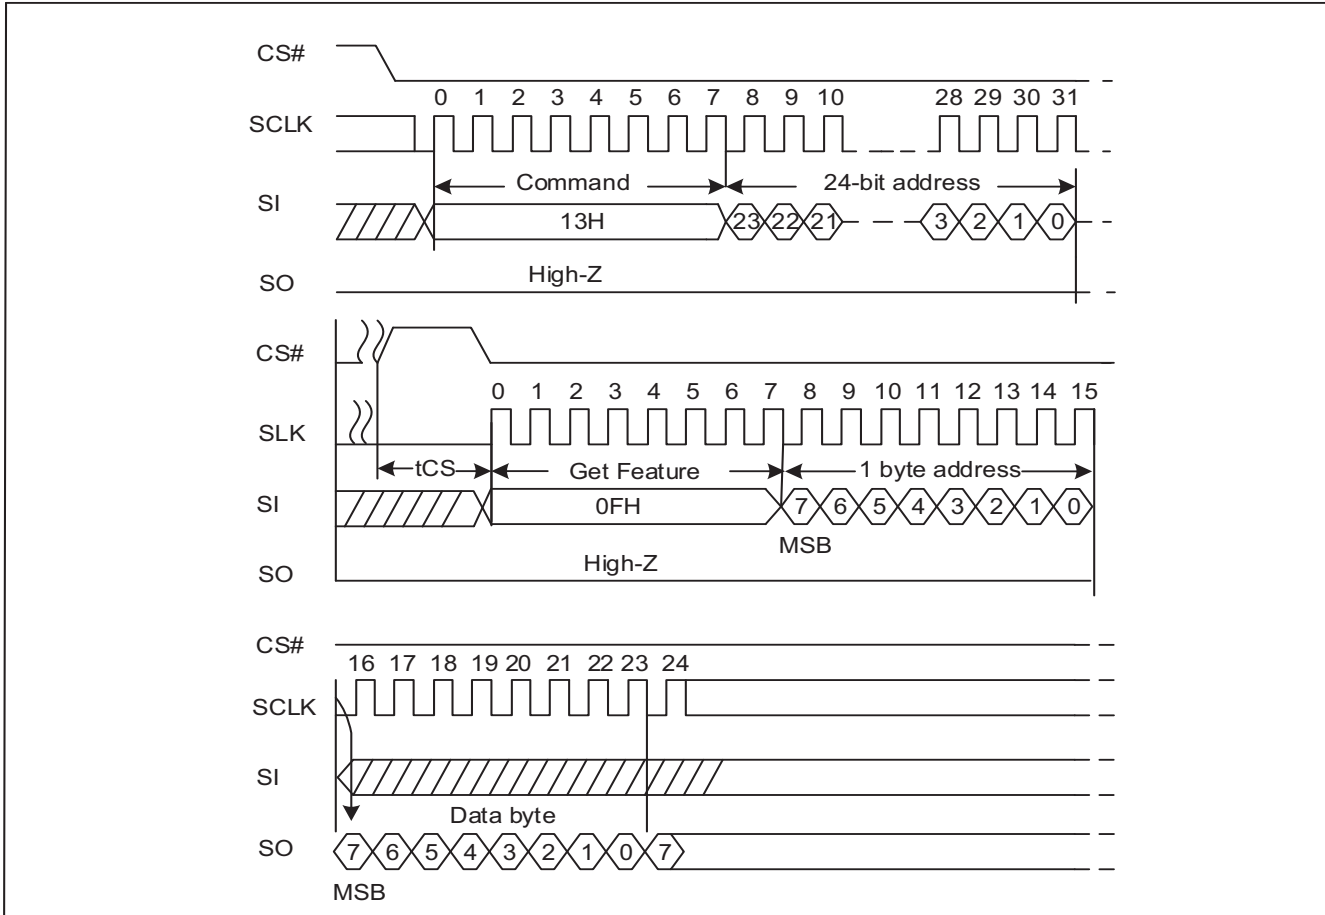 CS#
0 1 2 3 4 5 6 7 8 9 10 28 29 30 31
SCLK
Command 24-bit address
SI
13H 23 22 21 3 2 1 0
High-Z
SO
CS#
0 1 2 3 4 5 6 7 8 9 10 11 12 13 14 15
SLK
tCS Get Feature 1 byte address
SI
0FH 7 6 5 4 3 2 1 0
MSB
High-Z
SO
CS#
16 17 18 19 20 21 22 23 24
SCLK
SI
Data byte
SO 7 6 5 4 3 2 1 0 7
MSB